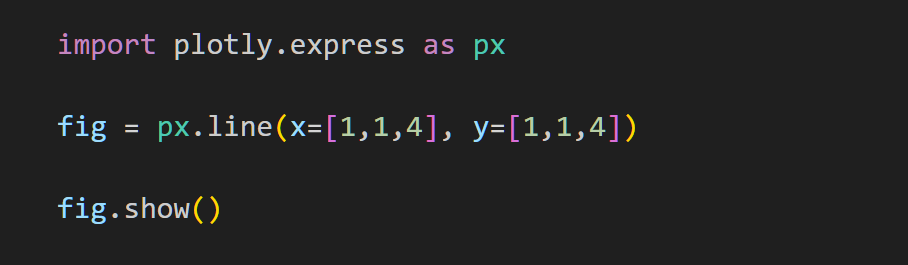 import plotly.express as px
fig = px.line(x=[1,1,4], y=[1,1,4])
fig.show()